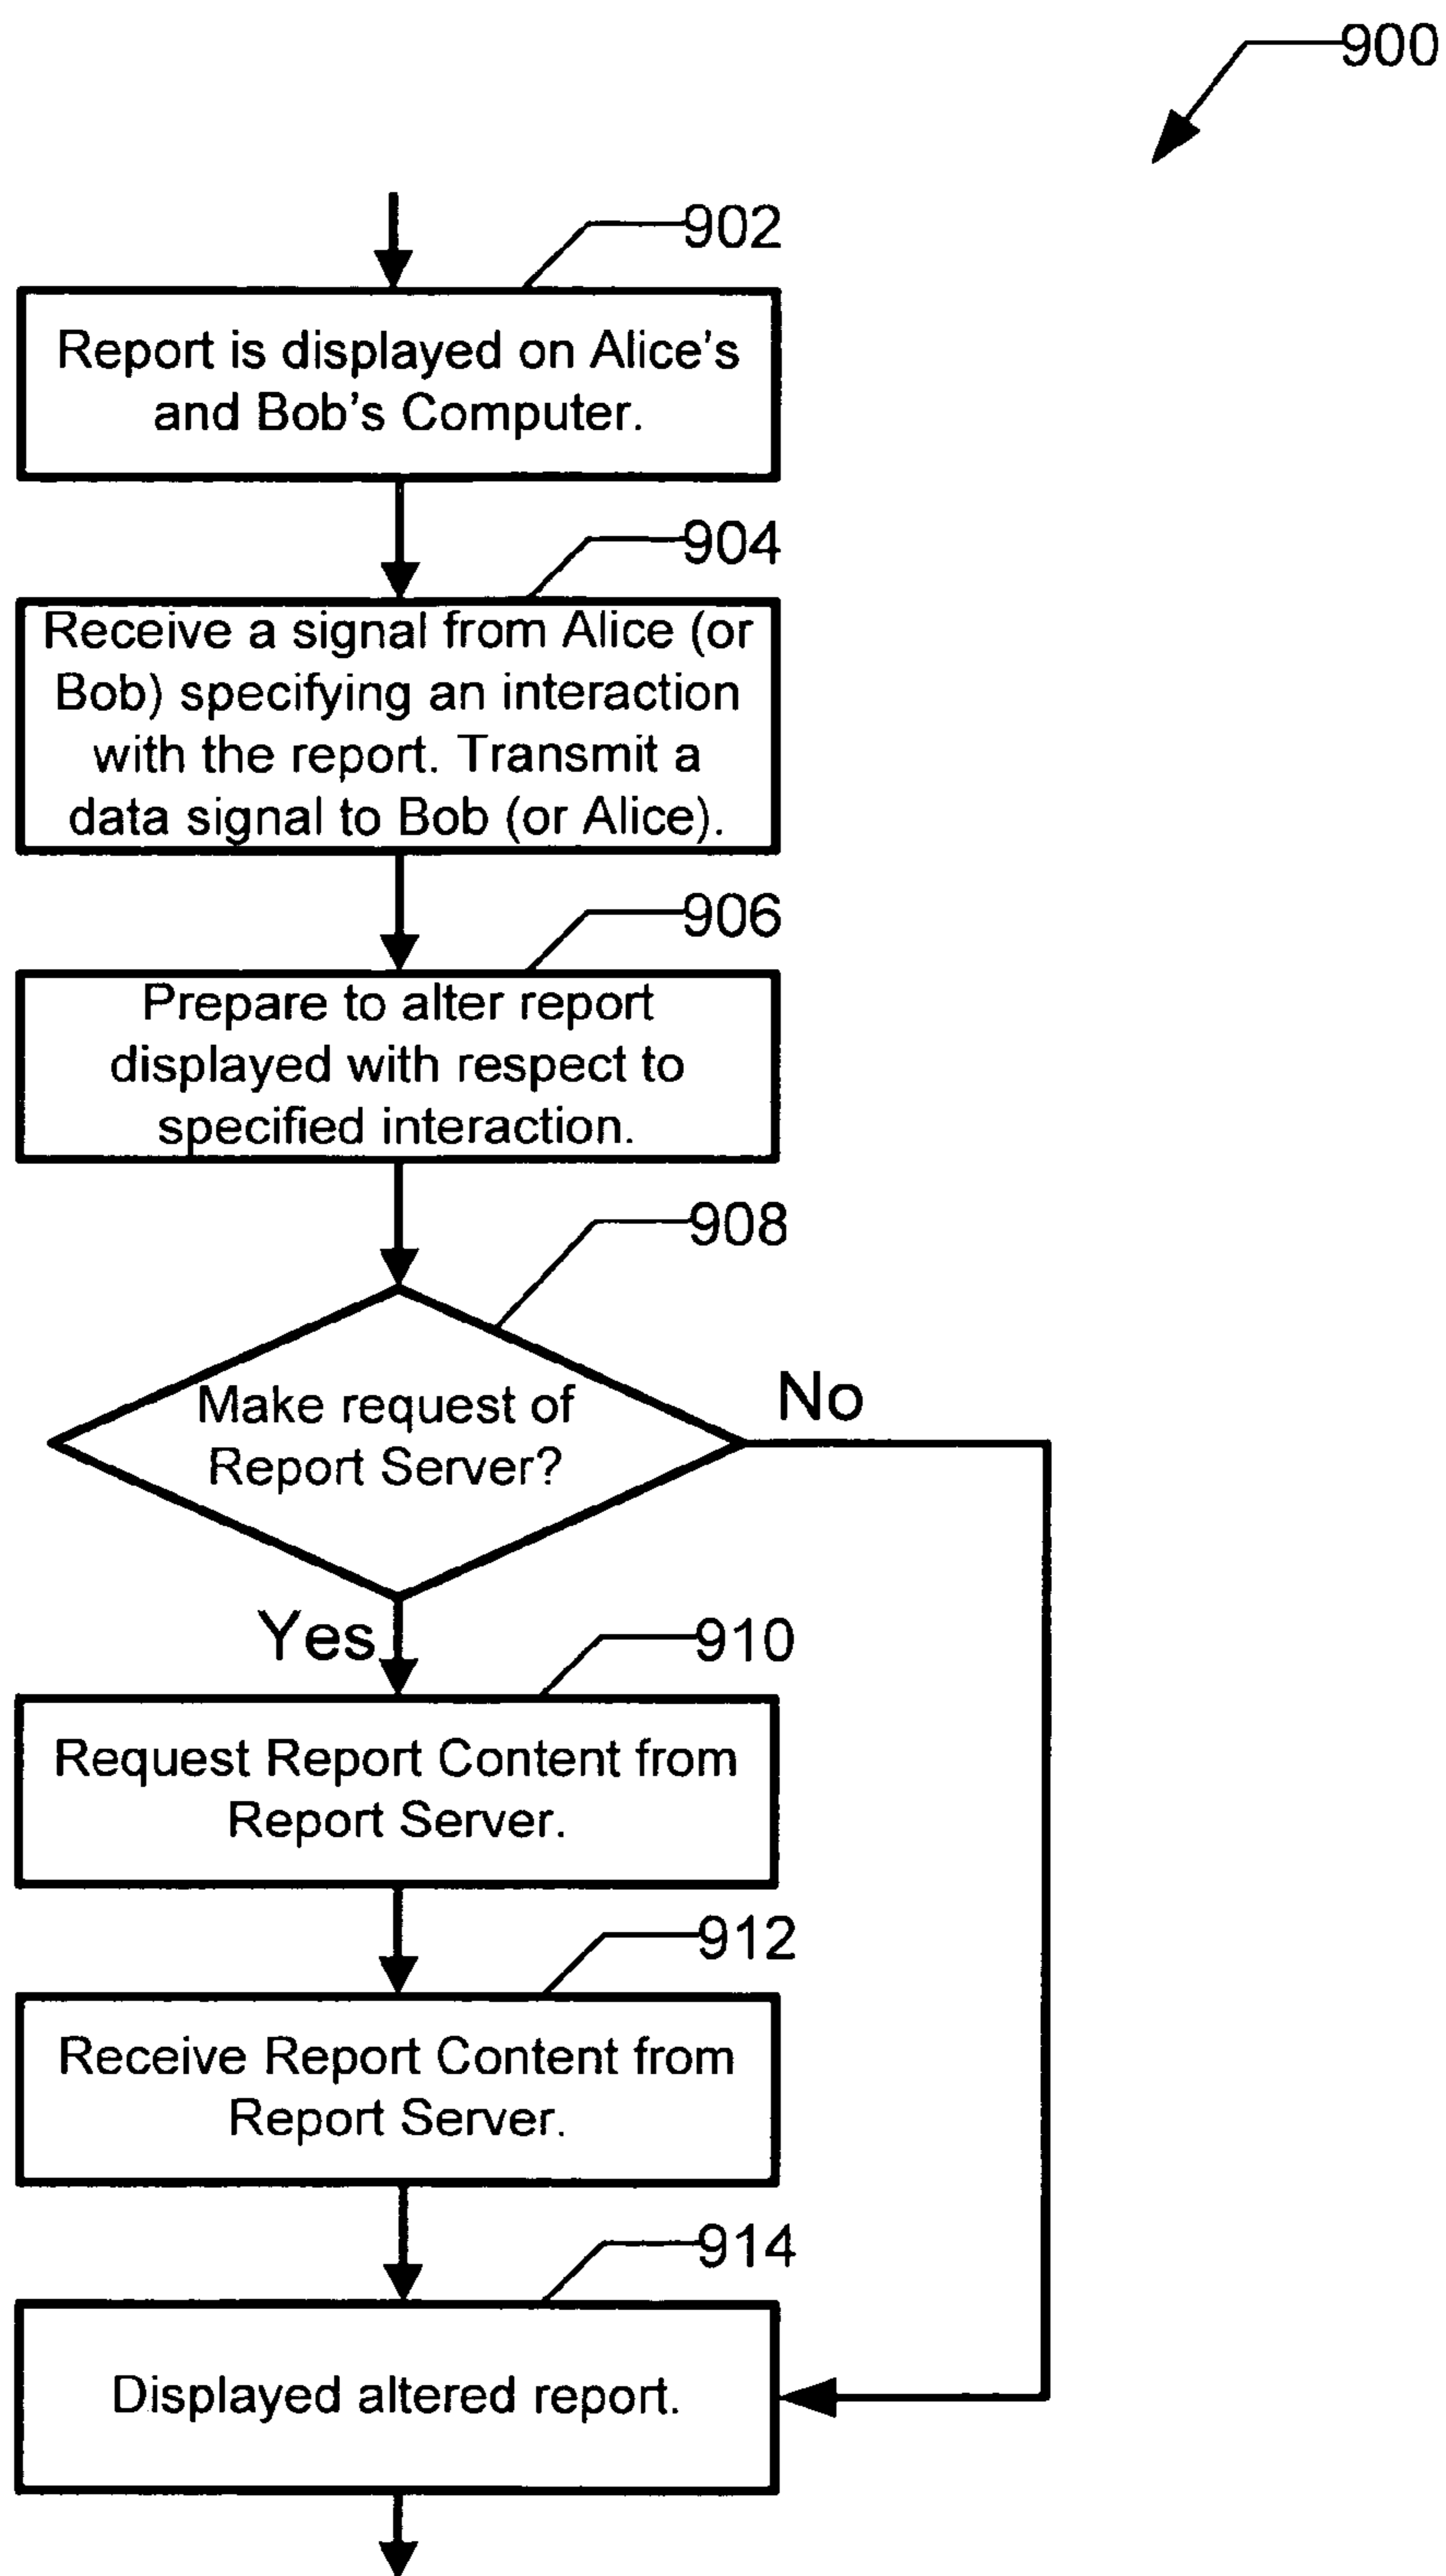 900
902
Report is displayed on Alice's
and Bob's Computer.
904
Receive a signal from Alice (or
Bob) specifying an interaction
with the report. Transmit a
data signal to Bob (or Alice).
906
Prepare to alter report
displayed with respect to
specified interaction.
908
Make request of
Report Server?
No
Yes
910
Request Report Content from
Report Server.
912
Receive Report Content from
Report Server.
914
Displayed altered report.